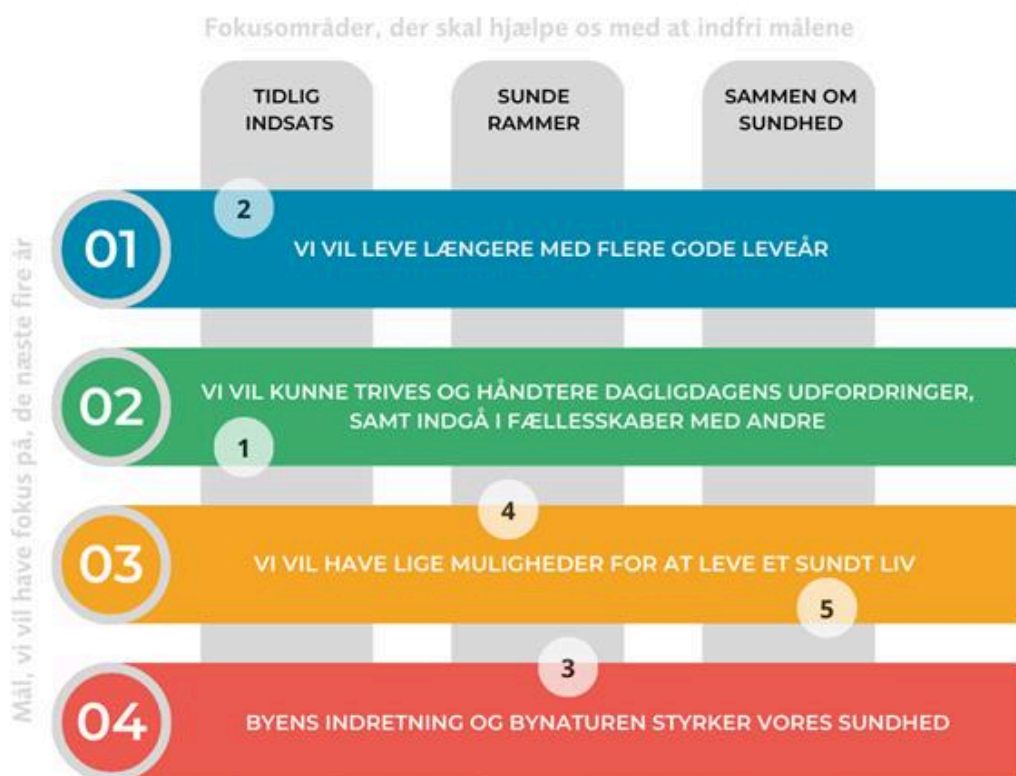 Fokusområder, der skal hjælpe os med at indfri målene
TIDLIG
INDSATS
SUNDE
RAMMER
SAMMEN OM
SUNDHED
Mål, vi vil have fokus på, de næste fire år
2
01
VI VIL LEVE LÆNGERE MED FLERE GODE LEVEÅR
02
VI VIL KUNNE TRIVES OG HÅNDTERE DAGLIGDAGENS UDFORDRINGER,
SAMT INDGÅ I FÆLLESSKABER MED ANDRE
1
4
03
VI VIL HAVE LIGE MULIGHEDER FOR AT LEVE ET SUNDT LIV
5
3
04
BYENS INDRETNING OG BYNATUREN STYRKER VORES SUNDHED